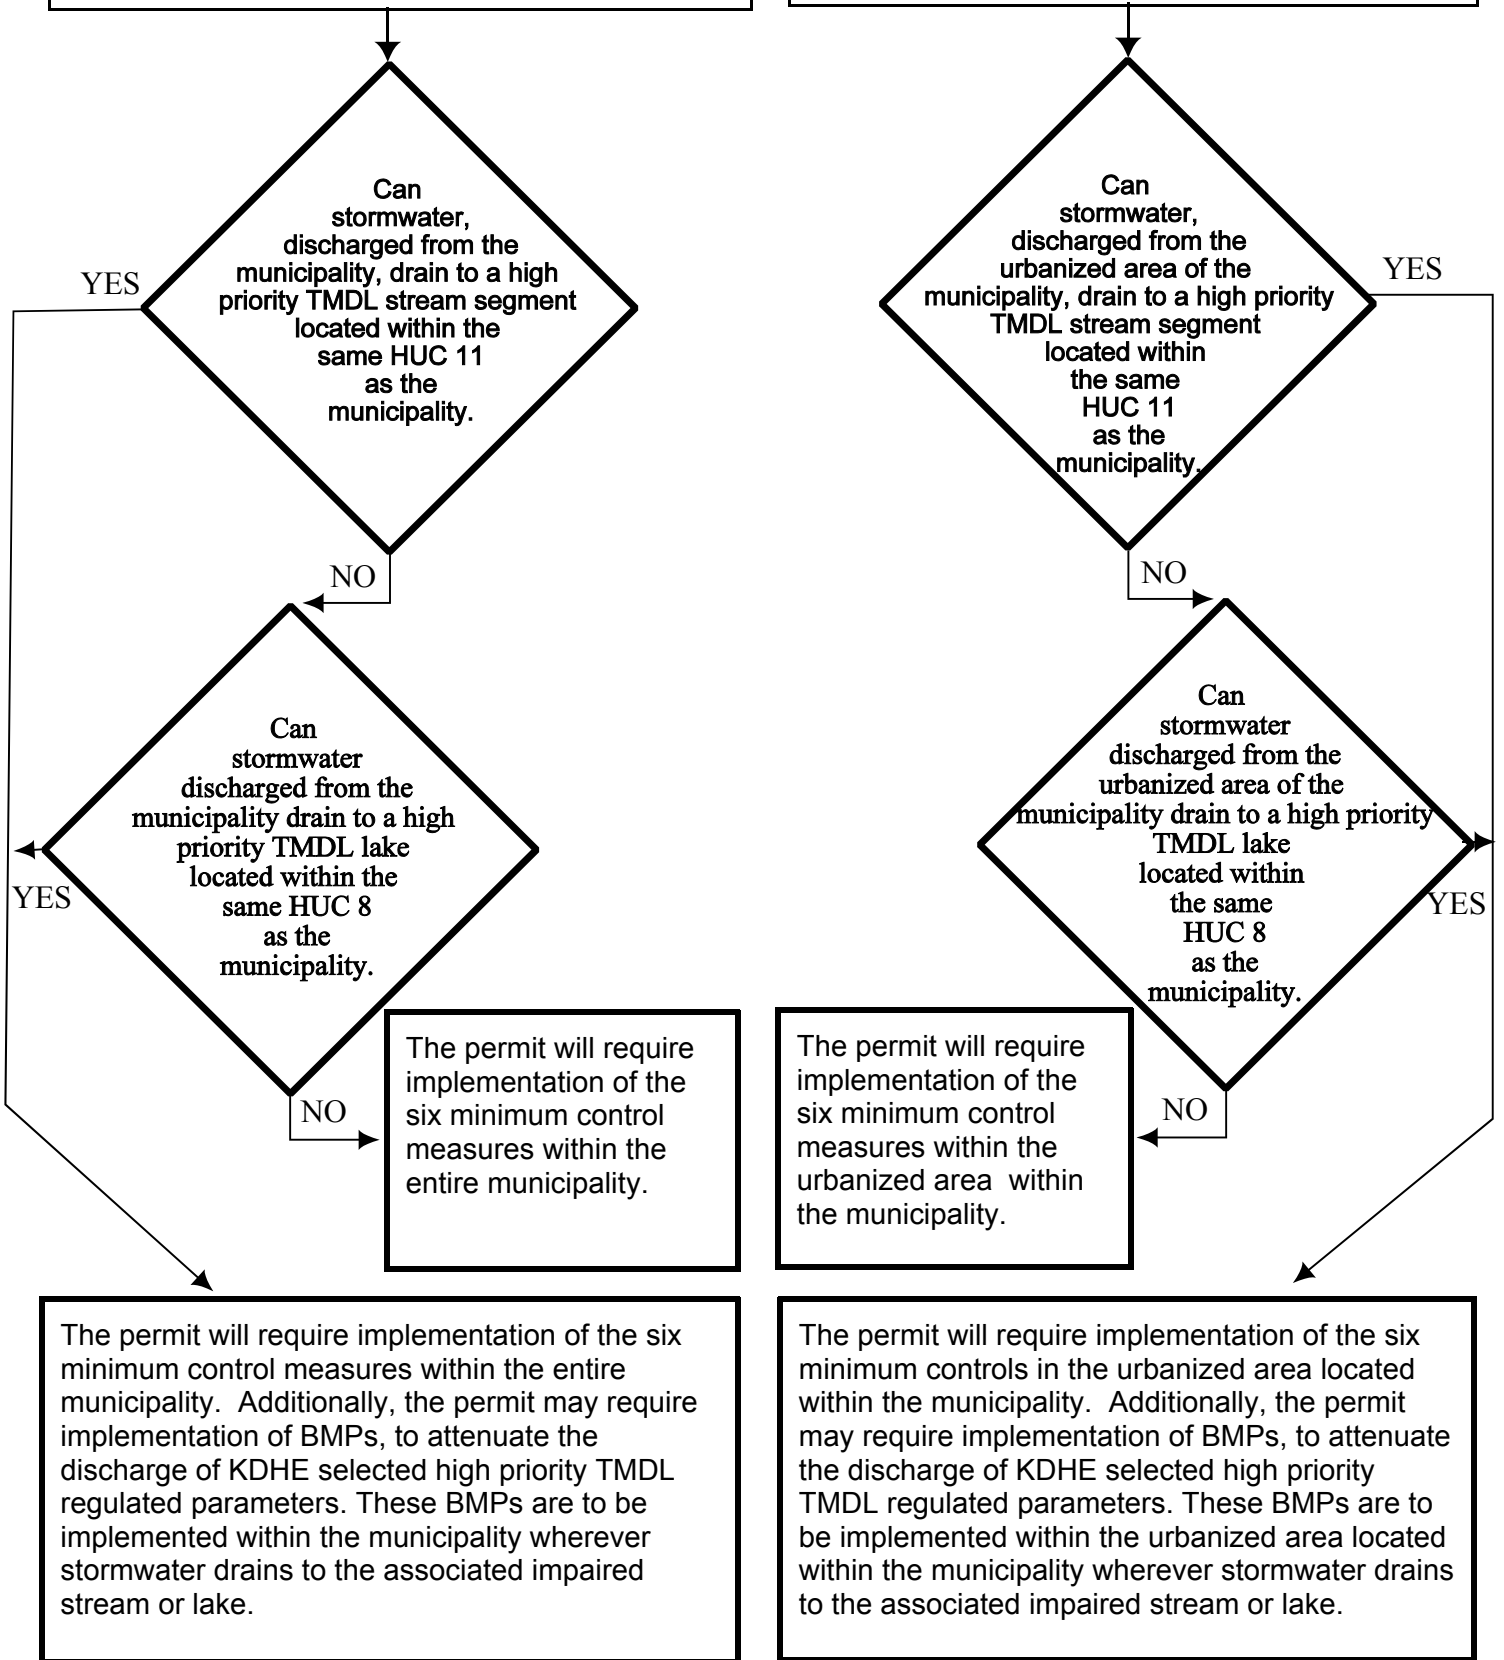 Can
stormwater,
discharged from the
municipality, drain to a high
priority TMDL stream segment
located within the
same HUC 11
as the
municipality.
YES
NO
Can
stormwater
discharged from the
municipality drain to a high
priority TMDL lake
located within the
same HUC 8
as the
municipality.
YES
NO
The permit will require
implementation of the
six minimum control
measures within the
entire municipality.
The permit will require implementation of the six
minimum control measures within the entire
municipality.  Additionally, the permit may require
implementation of BMPs, to attenuate the
discharge of KDHE selected high priority TMDL
regulated parameters. These BMPs are to be
implemented within the municipality wherever
stormwater drains to the associated impaired
stream or lake.
Can
stormwater,
discharged from the
urbanized area of the
municipality, drain to a high priority
TMDL stream segment
located within
the same
HUC 11
as the
municipality.
YES
NO
Can
stormwater
discharged from the
urbanized area of the
municipality drain to a high priority
TMDL lake
located within
the same
HUC 8
as the
municipality.
YES
NO
The permit will require
implementation of the
six minimum control
measures within the
urbanized area  within
the municipality.
The permit will require implementation of the six
minimum controls in the urbanized area located
within the municipality.  Additionally, the permit
may require implementation of BMPs, to attenuate
the discharge of KDHE selected high priority
TMDL regulated parameters. These BMPs are to
be implemented within the urbanized area located
within the municipality wherever stormwater drains
to the associated impaired stream or lake.